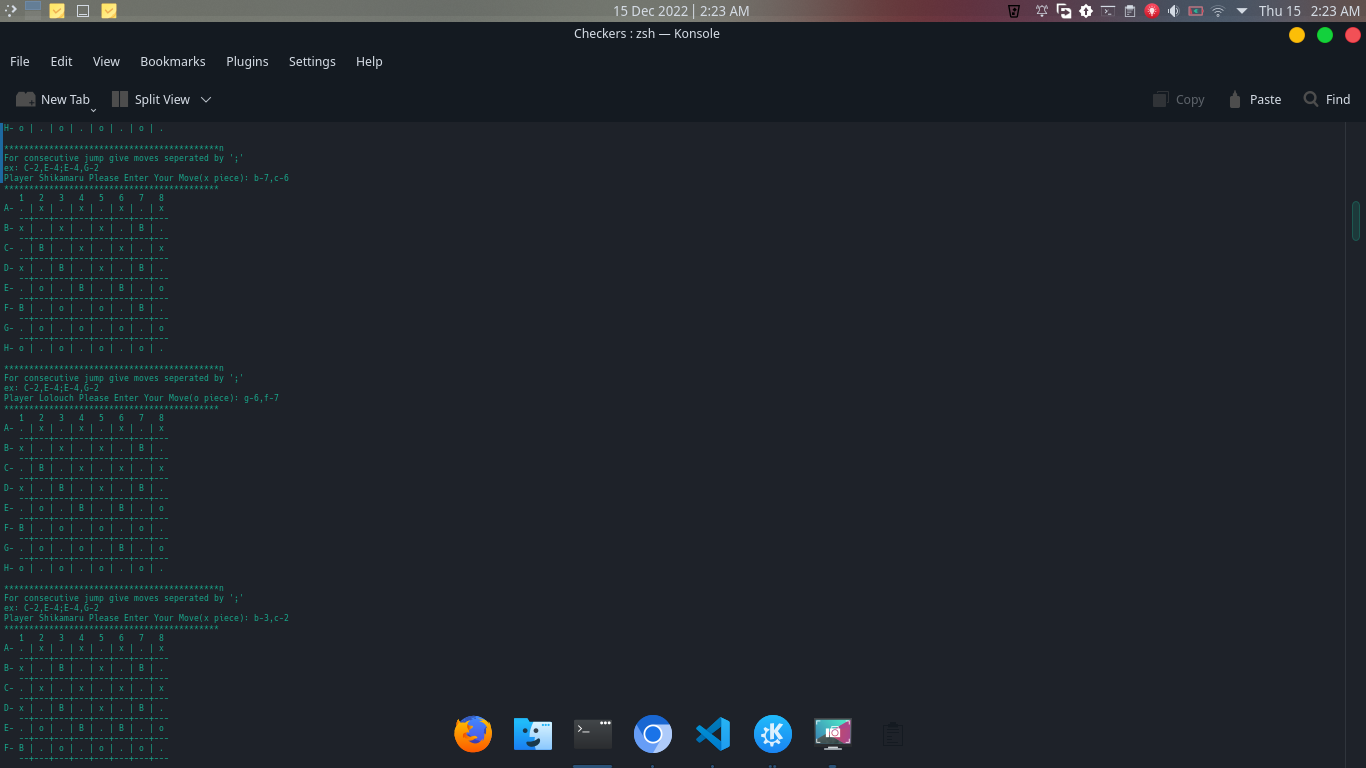 15 Dec 2022 | 2:23 AM
Thu 15 2:23 AM
Checkers : zsh — Konsole
File Edit View Bookmarks Plugins Settings Help
New Tab Split View Copy Paste Find
H- o | . | o | . | o | . | o | .
*******************************************n
For consecutive jump give moves seperated by ';'
ex: C-2,E-4;E-4,G-2
Player Shikamaru Please Enter Your Move(x piece): b-7,c-6
*******************************************
1 2 3 4 5 6 7 8
A- . | x | . | x | . | x | . | x
--+---+---+---+---+---+---+---
B- x | . | x | . | x | . | B | .
--+---+---+---+---+---+---+---
C- . | B | . | x | . | x | . | x
--+---+---+---+---+---+---+---
D- x | . | B | . | x | . | B | .
--+---+---+---+---+---+---+---
E- . | o | . | B | . | B | . | o
--+---+---+---+---+---+---+---
F- B | . | o | . | o | . | B | .
--+---+---+---+---+---+---+---
G- . | o | . | o | . | o | . | o
--+---+---+---+---+---+---+---
H- o | . | o | . | o | . | o | .
*******************************************n
For consecutive jump give moves seperated by ';'
ex: C-2,E-4;E-4,G-2
Player Lolouch Please Enter Your Move(o piece): g-6,f-7
*******************************************
1 2 3 4 5 6 7 8
A- . | x | . | x | . | x | . | x
--+---+---+---+---+---+---+---
B- x | . | x | . | x | . | B | .
--+---+---+---+---+---+---+---
C- . | B | . | x | . | x | . | x
--+---+---+---+---+---+---+---
D- x | . | B | . | x | . | B | .
--+---+---+---+---+---+---+---
E- . | o | . | B | . | B | . | o
--+---+---+---+---+---+---+---
F- B | . | o | . | o | . | o | .
--+---+---+---+---+---+---+---
G- . | o | . | o | . | B | . | o
--+---+---+---+---+---+---+---
H- o | . | o | . | o | . | o | .
*******************************************n
For consecutive jump give moves seperated by ';'
ex: C-2,E-4;E-4,G-2
Player Shikamaru Please Enter Your Move(x piece): b-3,c-2
*******************************************
1 2 3 4 5 6 7 8
A- . | x | . | x | . | x | . | x
--+---+---+---+---+---+---+---
B- x | . | B | . | x | . | B | .
--+---+---+---+---+---+---+---
C- . | x | . | x | . | x | . | x
--+---+---+---+---+---+---+---
D- x | . | B | . | x | . | B | .
--+---+---+---+---+---+---+---
E- . | o | . | B | . | B | . | o
--+---+---+---+---+---+---+---
F- B | . | o | . | o | . | o | .
--+---+---+---+---+---+---+---